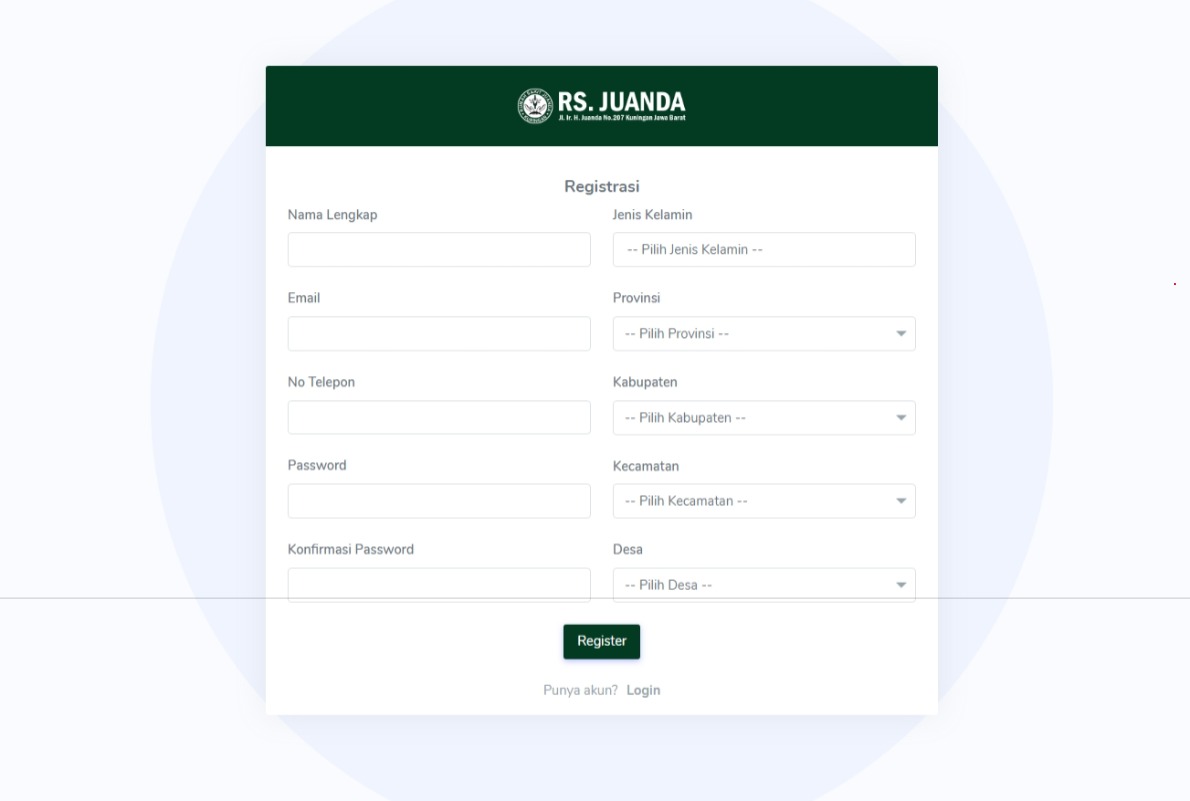 RS. JUANDA
Jl. Ir. H. Juanda No.207 Kuningan Jawa Barat
Registrasi
Nama Lengkap
Jenis Kelamin
-- Pilih Jenis Kelamin --
Email
Provinsi
-- Pilih Provinsi --
No Telepon
Kabupaten
-- Pilih Kabupaten --
Password
Kecamatan
-- Pilih Kecamatan --
Konfirmasi Password
Desa
-- Pilih Desa --
Register
Punya akun? Login